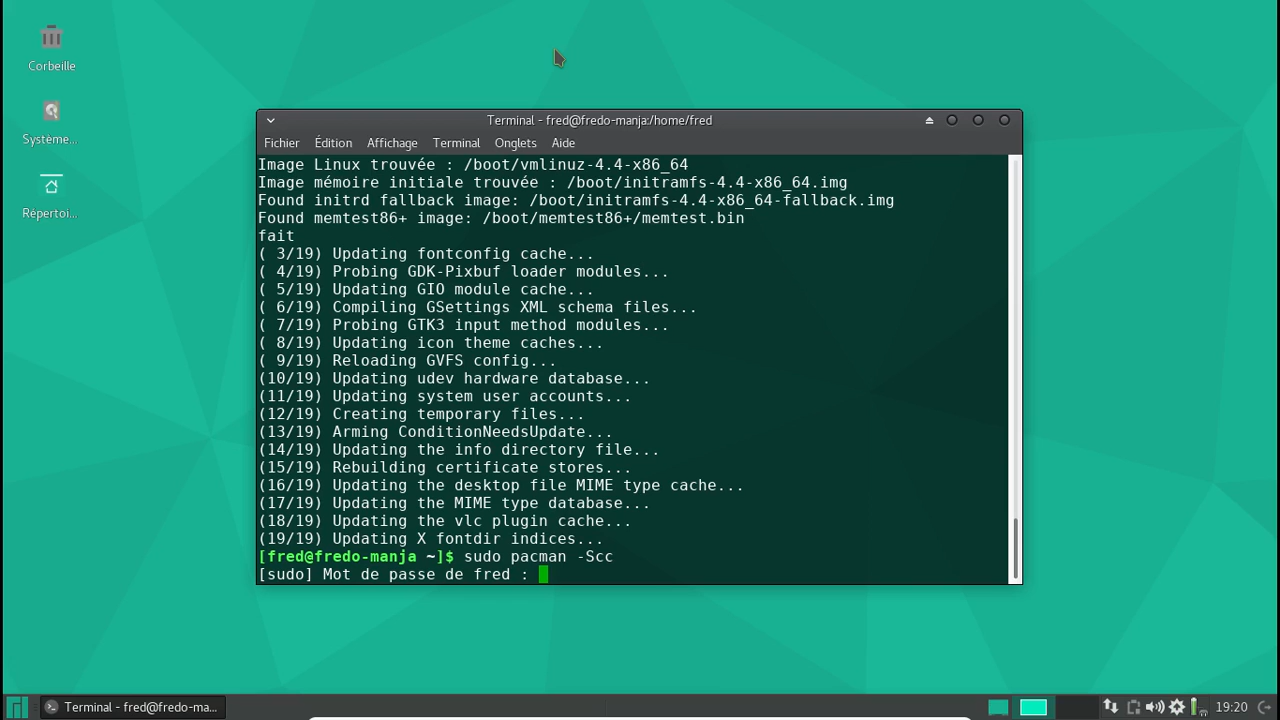 Corbeille
Système...
Répertoi...
Terminal - fred@fredo-manja:/home/fred
Fichier Édition Affichage Terminal Onglets Aide
Image Linux trouvée : /boot/vmlinuz-4.4-x86_64
Image mémoire initiale trouvée : /boot/initramfs-4.4-x86_64.img
Found initrd fallback image: /boot/initramfs-4.4-x86_64-fallback.img
Found memtest86+ image: /boot/memtest86+/memtest.bin
fait
( 3/19) Updating fontconfig cache...
( 4/19) Probing GDK-Pixbuf loader modules...
( 5/19) Updating GIO module cache...
( 6/19) Compiling GSettings XML schema files...
( 7/19) Probing GTK3 input method modules...
( 8/19) Updating icon theme caches...
( 9/19) Reloading GVFS config...
(10/19) Updating udev hardware database...
(11/19) Updating system user accounts...
(12/19) Creating temporary files...
(13/19) Arming ConditionNeedsUpdate...
(14/19) Updating the info directory file...
(15/19) Rebuilding certificate stores...
(16/19) Updating the desktop file MIME type cache...
(17/19) Updating the MIME type database...
(18/19) Updating the vlc plugin cache...
(19/19) Updating X fontdir indices...
[fred@fredo-manja ~]$ sudo pacman -Scc
[sudo] Mot de passe de fred :
Terminal - fred@fredo-ma...
19:20